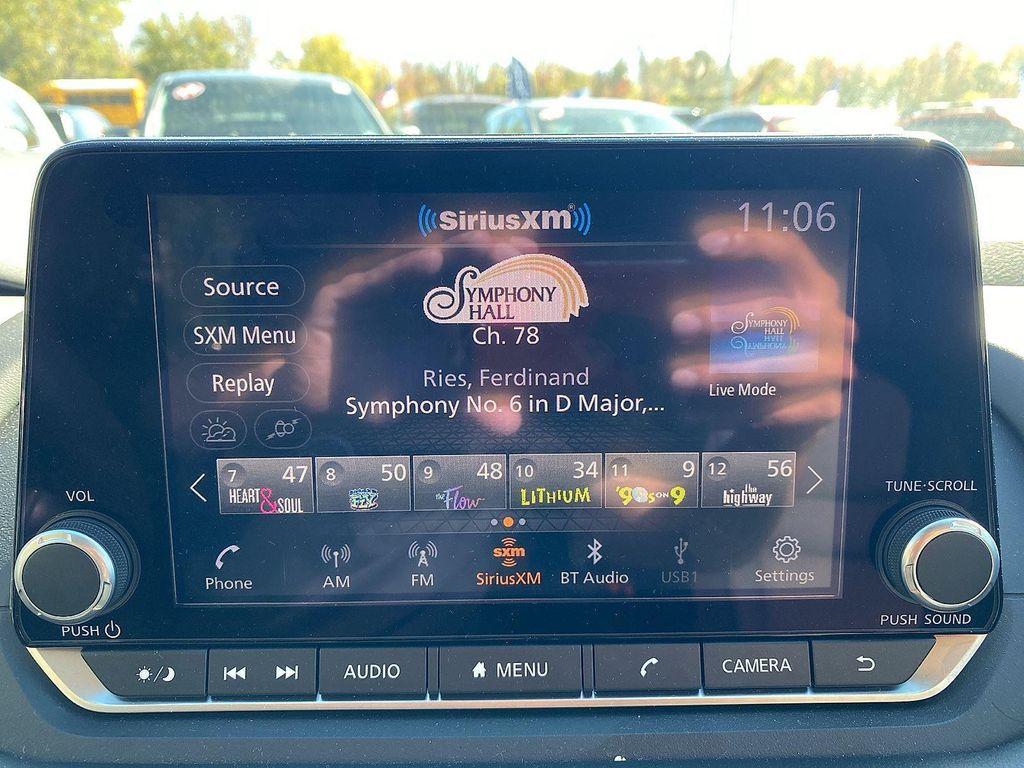 SiriusXM
11:06
Source
SXM Menu
Replay
SYMPHONY
HALL
Ch. 78
Ries, Ferdinand
Symphony No. 6 in D Major,...
SYMPHONY
HALL
Live Mode
7 47
HEART & SOUL
8 50
9 48
the Flow
10 34
LITHIUM
11 9
'90s on 9
12 56
the highway
Phone
AM
FM
sxm
SiriusXM
BT Audio
USB1
Settings
VOL
PUSH
TUNE·SCROLL
PUSH SOUND
AUDIO
MENU
CAMERA